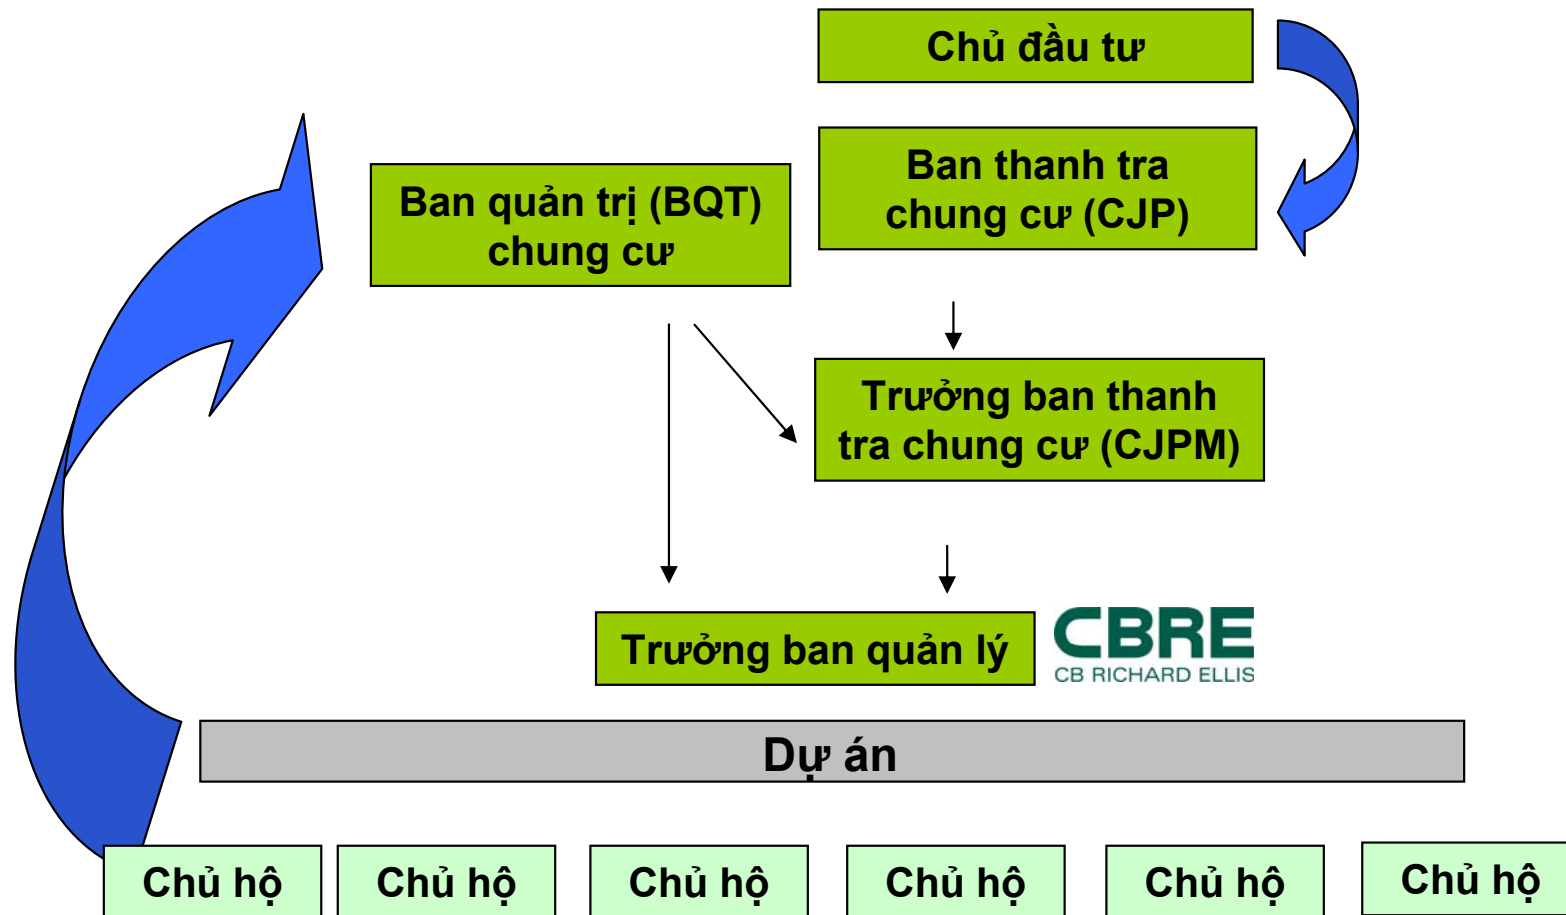 Chủ đầu tư
Ban thanh tra
chung cư (CJP)
Ban quản trị (BQT)
chung cư
Trưởng ban thanh
tra chung cư (CJPM)
Trưởng ban quản lý
CBRE
CB RICHARD ELLIS
Dự án
Chủ hộ
Chủ hộ
Chủ hộ
Chủ hộ
Chủ hộ
Chủ hộ